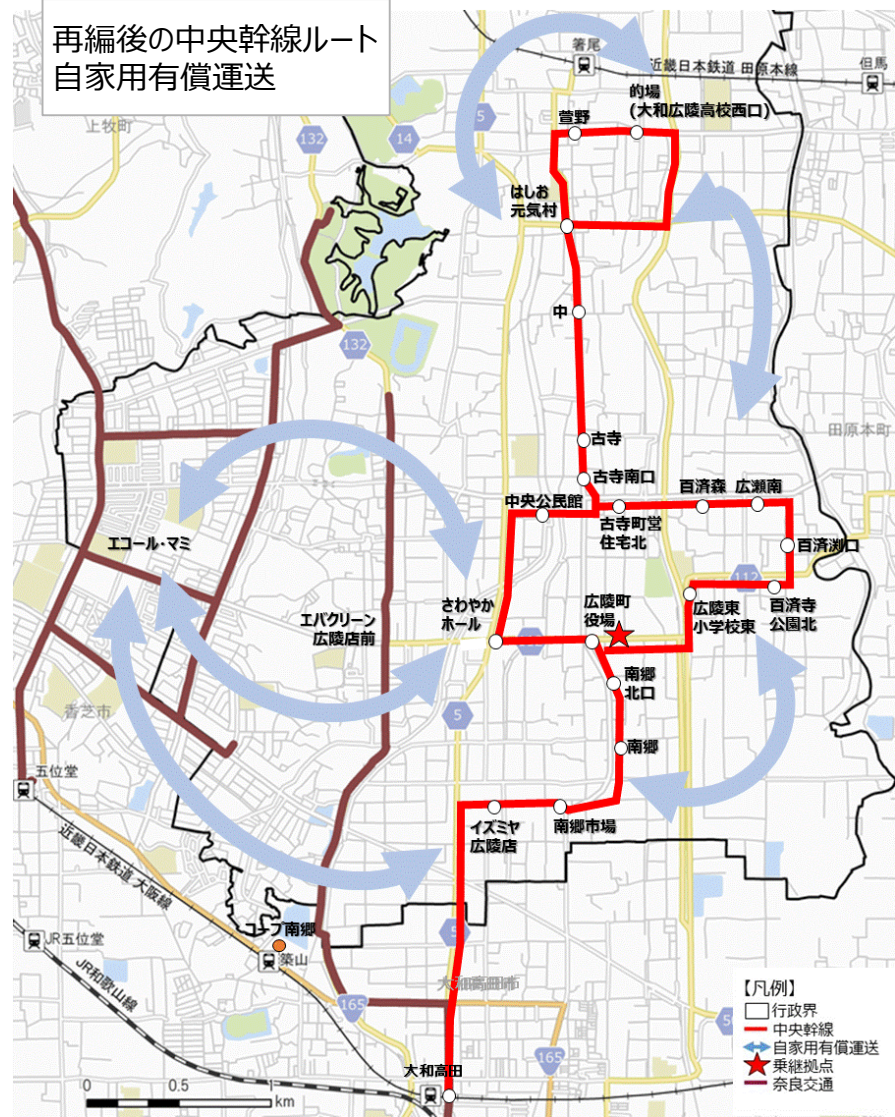 再編後の中央幹線ルート
自家用有償運送
箸尾
近畿日本鉄道 田原本線
但馬
上牧町
132
14
5
萱野
的場
(大和広陵高校西口)
はしお
元気村
中
132
田原本町
古寺
古寺南口
中央公民館
古寺町営
住宅北
百済森
広瀬南
百済渕口
エコール・マミ
112
百済寺
公園北
広陵東
小学校東
エバクリーン
広陵店前
さわやか
ホール
広陵町
役場
南郷
北口
香芝市
5
南郷
五位堂
イズミヤ
広陵店
南郷市場
近畿日本鉄道 大阪線
コープ南郷
築山
JR五位堂
JR和歌山線
大和高田市
165
165
大和高田
0
0.5
1
km
【凡例】
行政界
中央幹線
自家用有償運送
乗継拠点
奈良交通